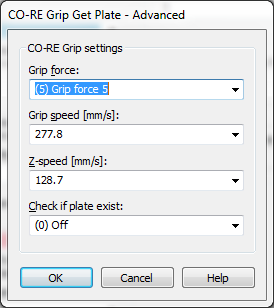 CO-RE Grip Get Plate - Advanced
CO-RE Grip settings
Grip force:
(5) Grip force 5
Grip speed [mm/s]:
277.8
Z-speed [mm/s]:
128.7
Check if plate exist:
(0) Off
OK Cancel Help